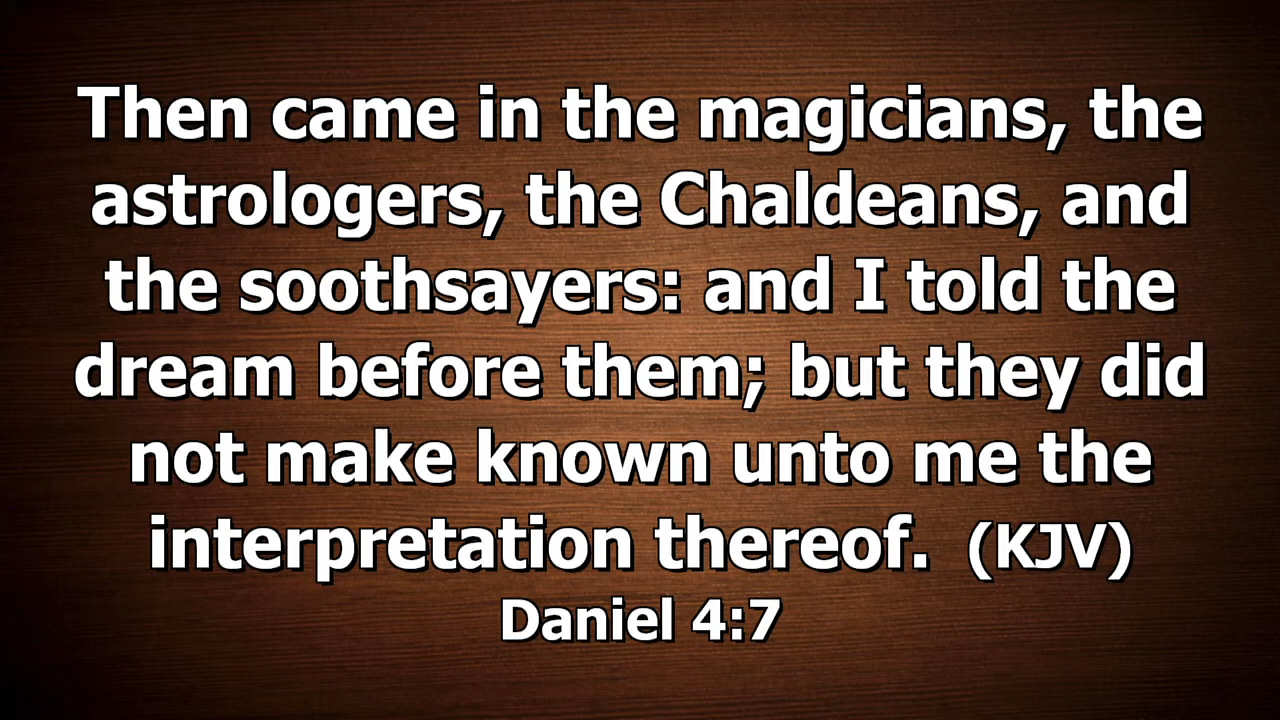 Then came in the magicians, the
astrologers, the Chaldeans, and
the soothsayers: and I told the
dream before them; but they did
not make known unto me the
interpretation thereof.  (KJV)
Daniel 4:7